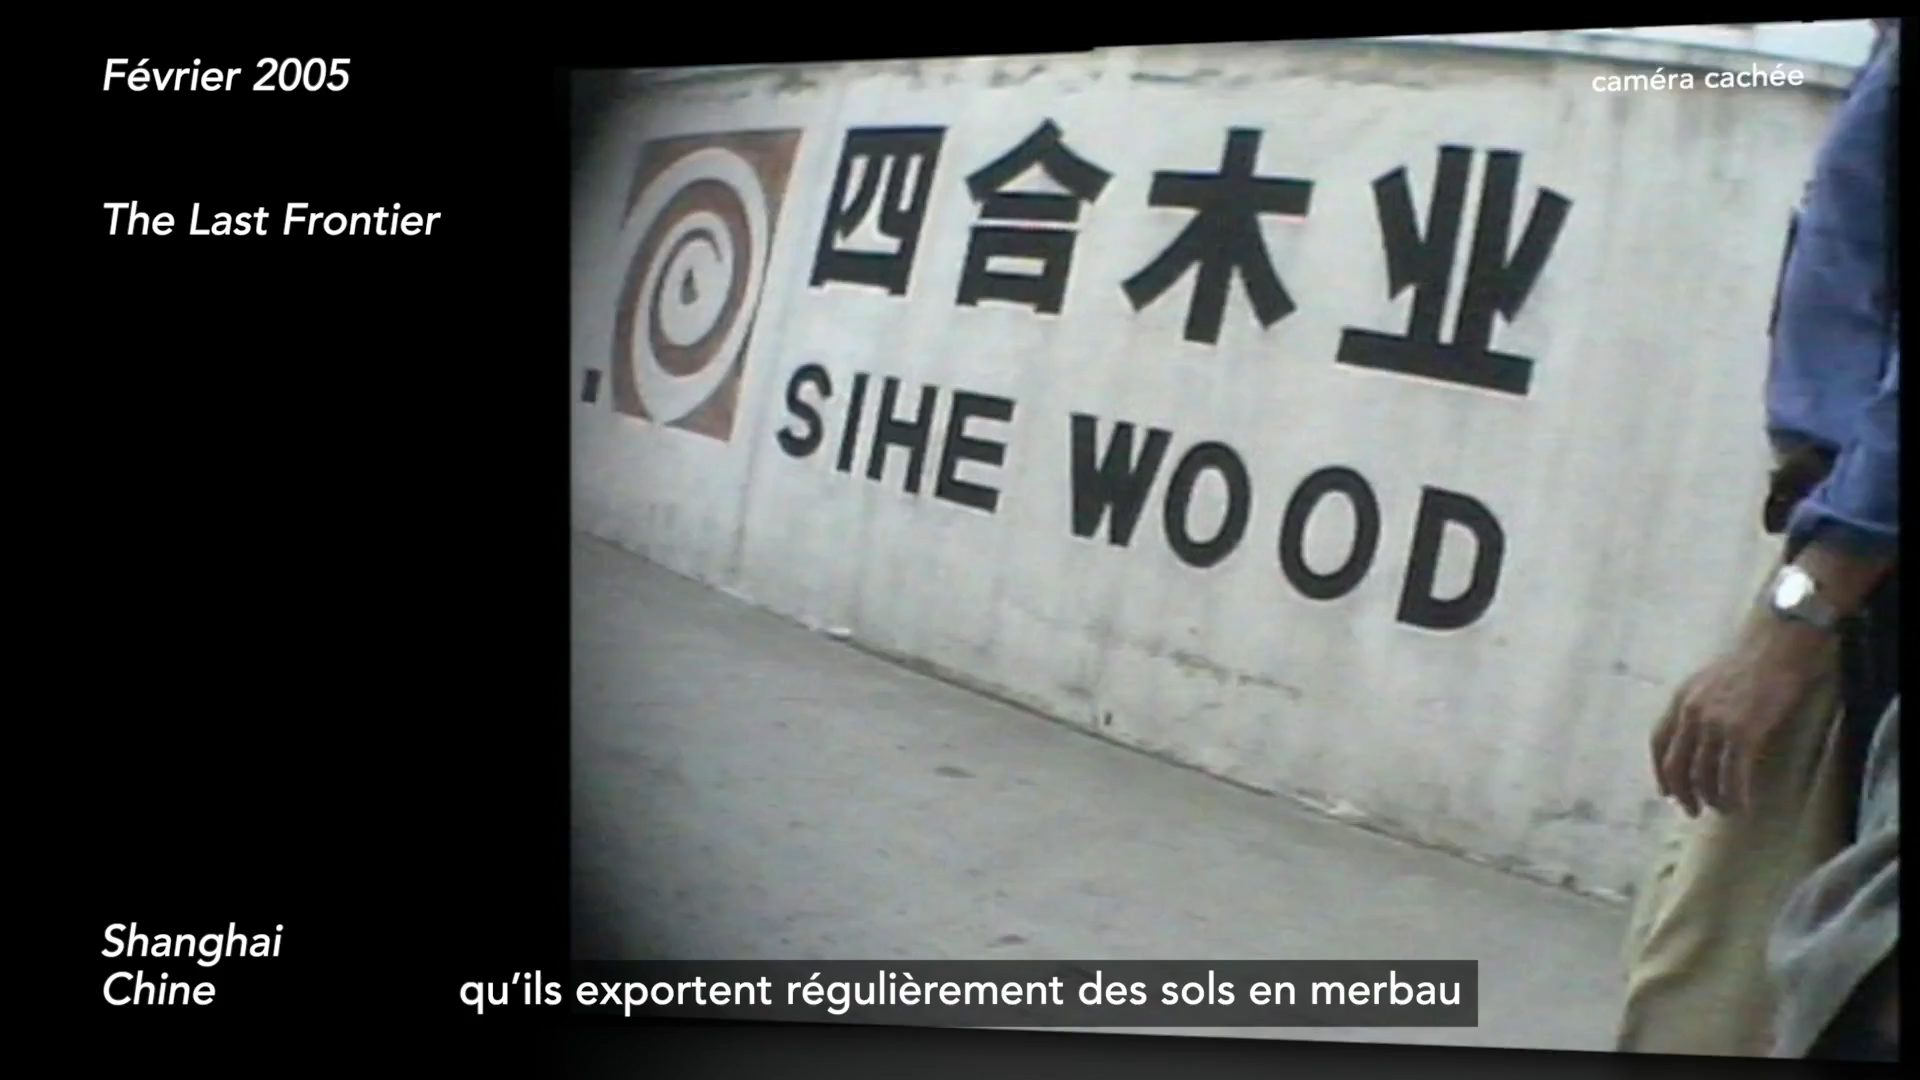 Février 2005
caméra cachée
The Last Frontier
四合木业
SIHE WOOD
Shanghai
Chine
qu’ils exportent régulièrement des sols en merbau